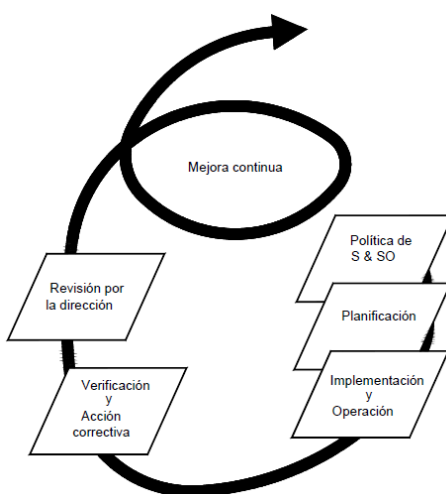 Mejora continua
Política de
S & SO
Planificación
Implementación
y
Operación
Verificación
y
Acción
correctiva
Revisión por
la dirección